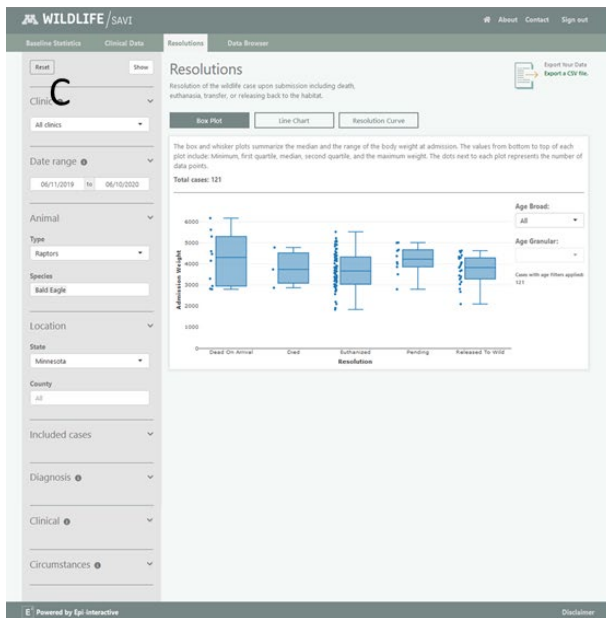 WILDLIFE/SAVI
About Contact Sign out
Baseline Statistics Clinical Data Resolutions Data Browser
Reset Show
C
Clinic
All clinics
Date range
06/11/2019 to 06/10/2020
Animal
Type
Raptors
Species
Bald Eagle
Location
State
Minnesota
County
All
Included cases
Diagnosis
Clinical
Circumstances
Resolutions
Resolution of the wildlife case upon submission including death,
euthanasia, transfer, or releasing back to the habitat.
Export Your Data
Export a CSV file.
Box Plot Line Chart Resolution Curve
The box and whisker plots summarize the median and the range of the body weight at admission. The values from bottom to top of each
plot include: Minimum, first quartile, median, second quartile, and the maximum weight. The dots next to each plot represents the number of
data points.
Total cases: 121
Age Broad:
All
Age Granular:
Cases with age filters applied:
121
Admission Weight
6000
5000
4000
3000
2000
1000
0
Dead On Arrival Died Euthanized Pending Released To Wild
Resolution
E Powered by Epi-interactive
Disclaimer